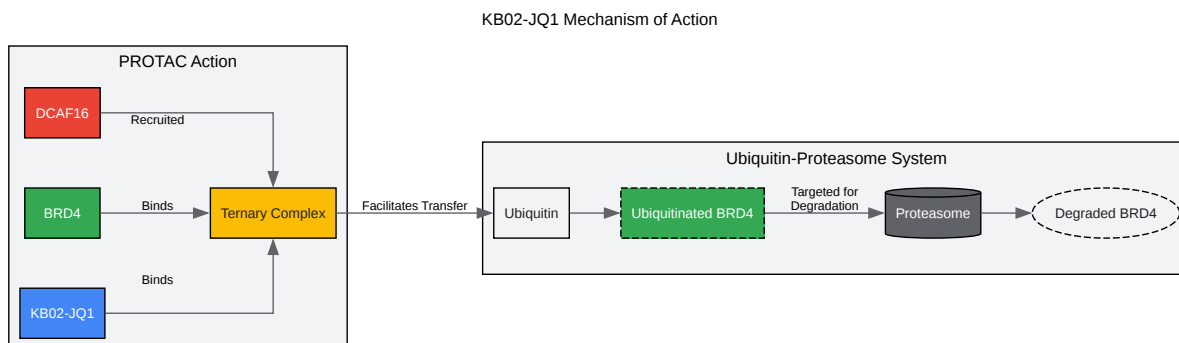 KB02-JQ1 Mechanism of Action
PROTAC Action
DCAF16
Recruited
BRD4
Binds
Ternary Complex
Facilitates Transfer
Binds
KB02-JQ1
Ubiquitin-Proteasome System
Ubiquitin
Ubiquitinated BRD4
Targeted for
Degradation
Proteasome
Degraded BRD4